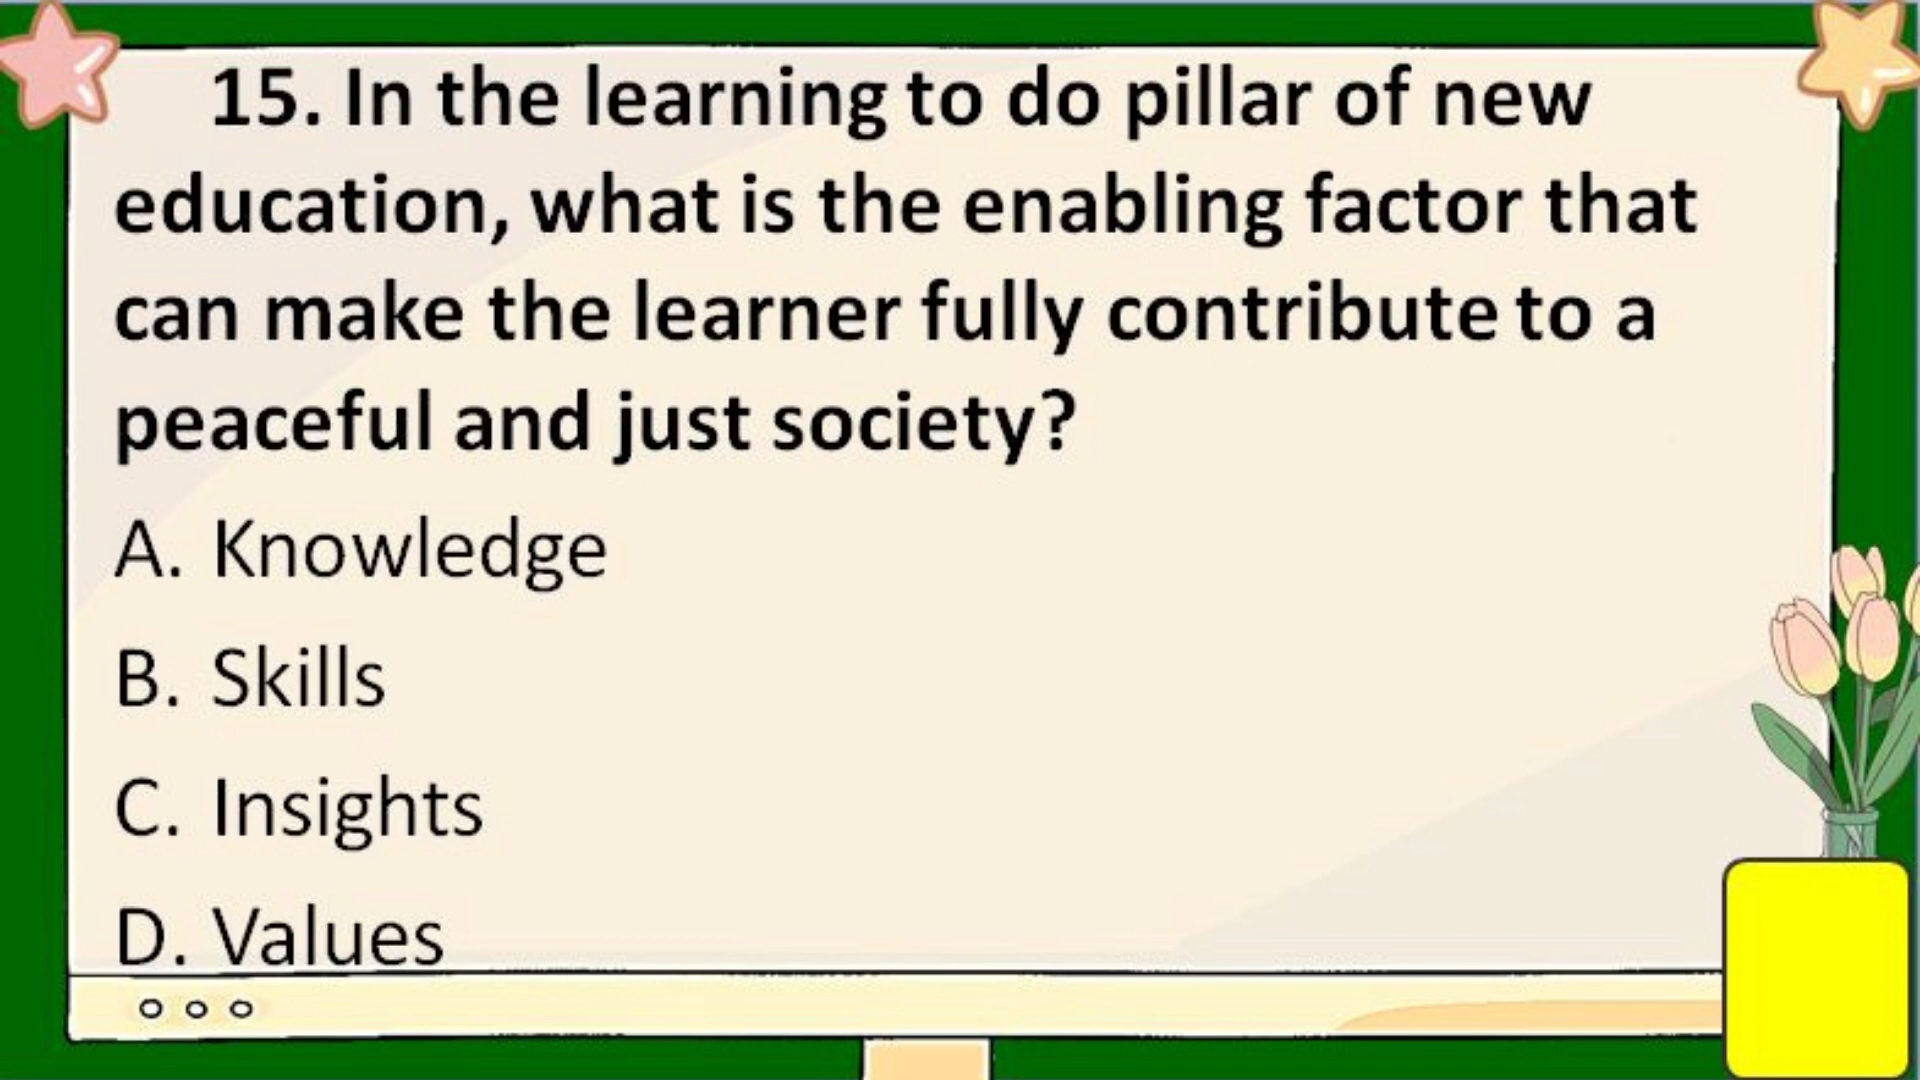 15. In the learning to do pillar of new
education, what is the enabling factor that
can make the learner fully contribute to a
peaceful and just society?
A. Knowledge
B. Skills
C. Insights
D. Values